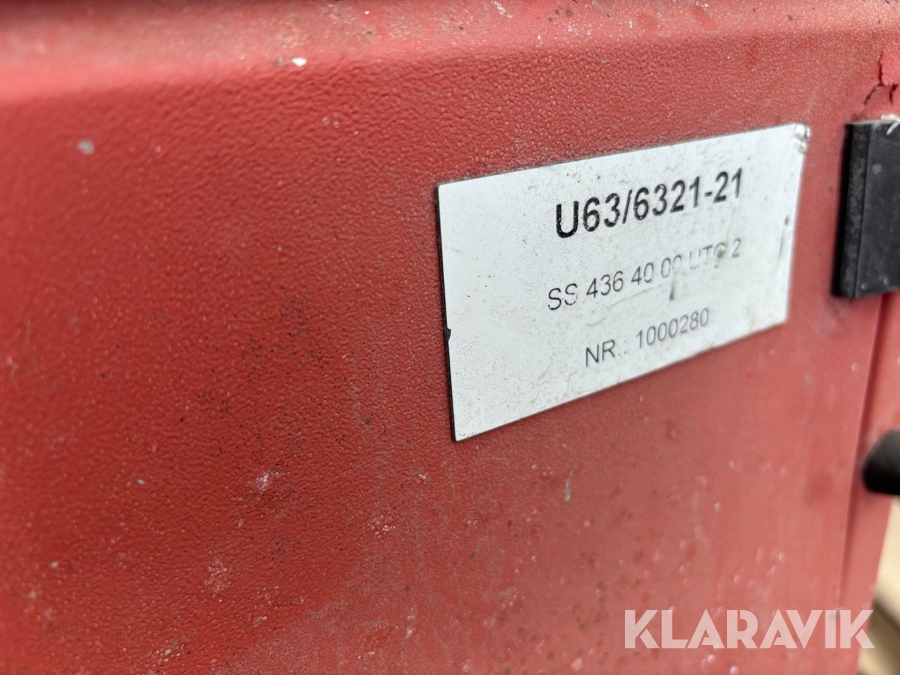 U63/6321-21
SS 436 40 00 UTG 2
NR.: 1000280
KLARAVIK